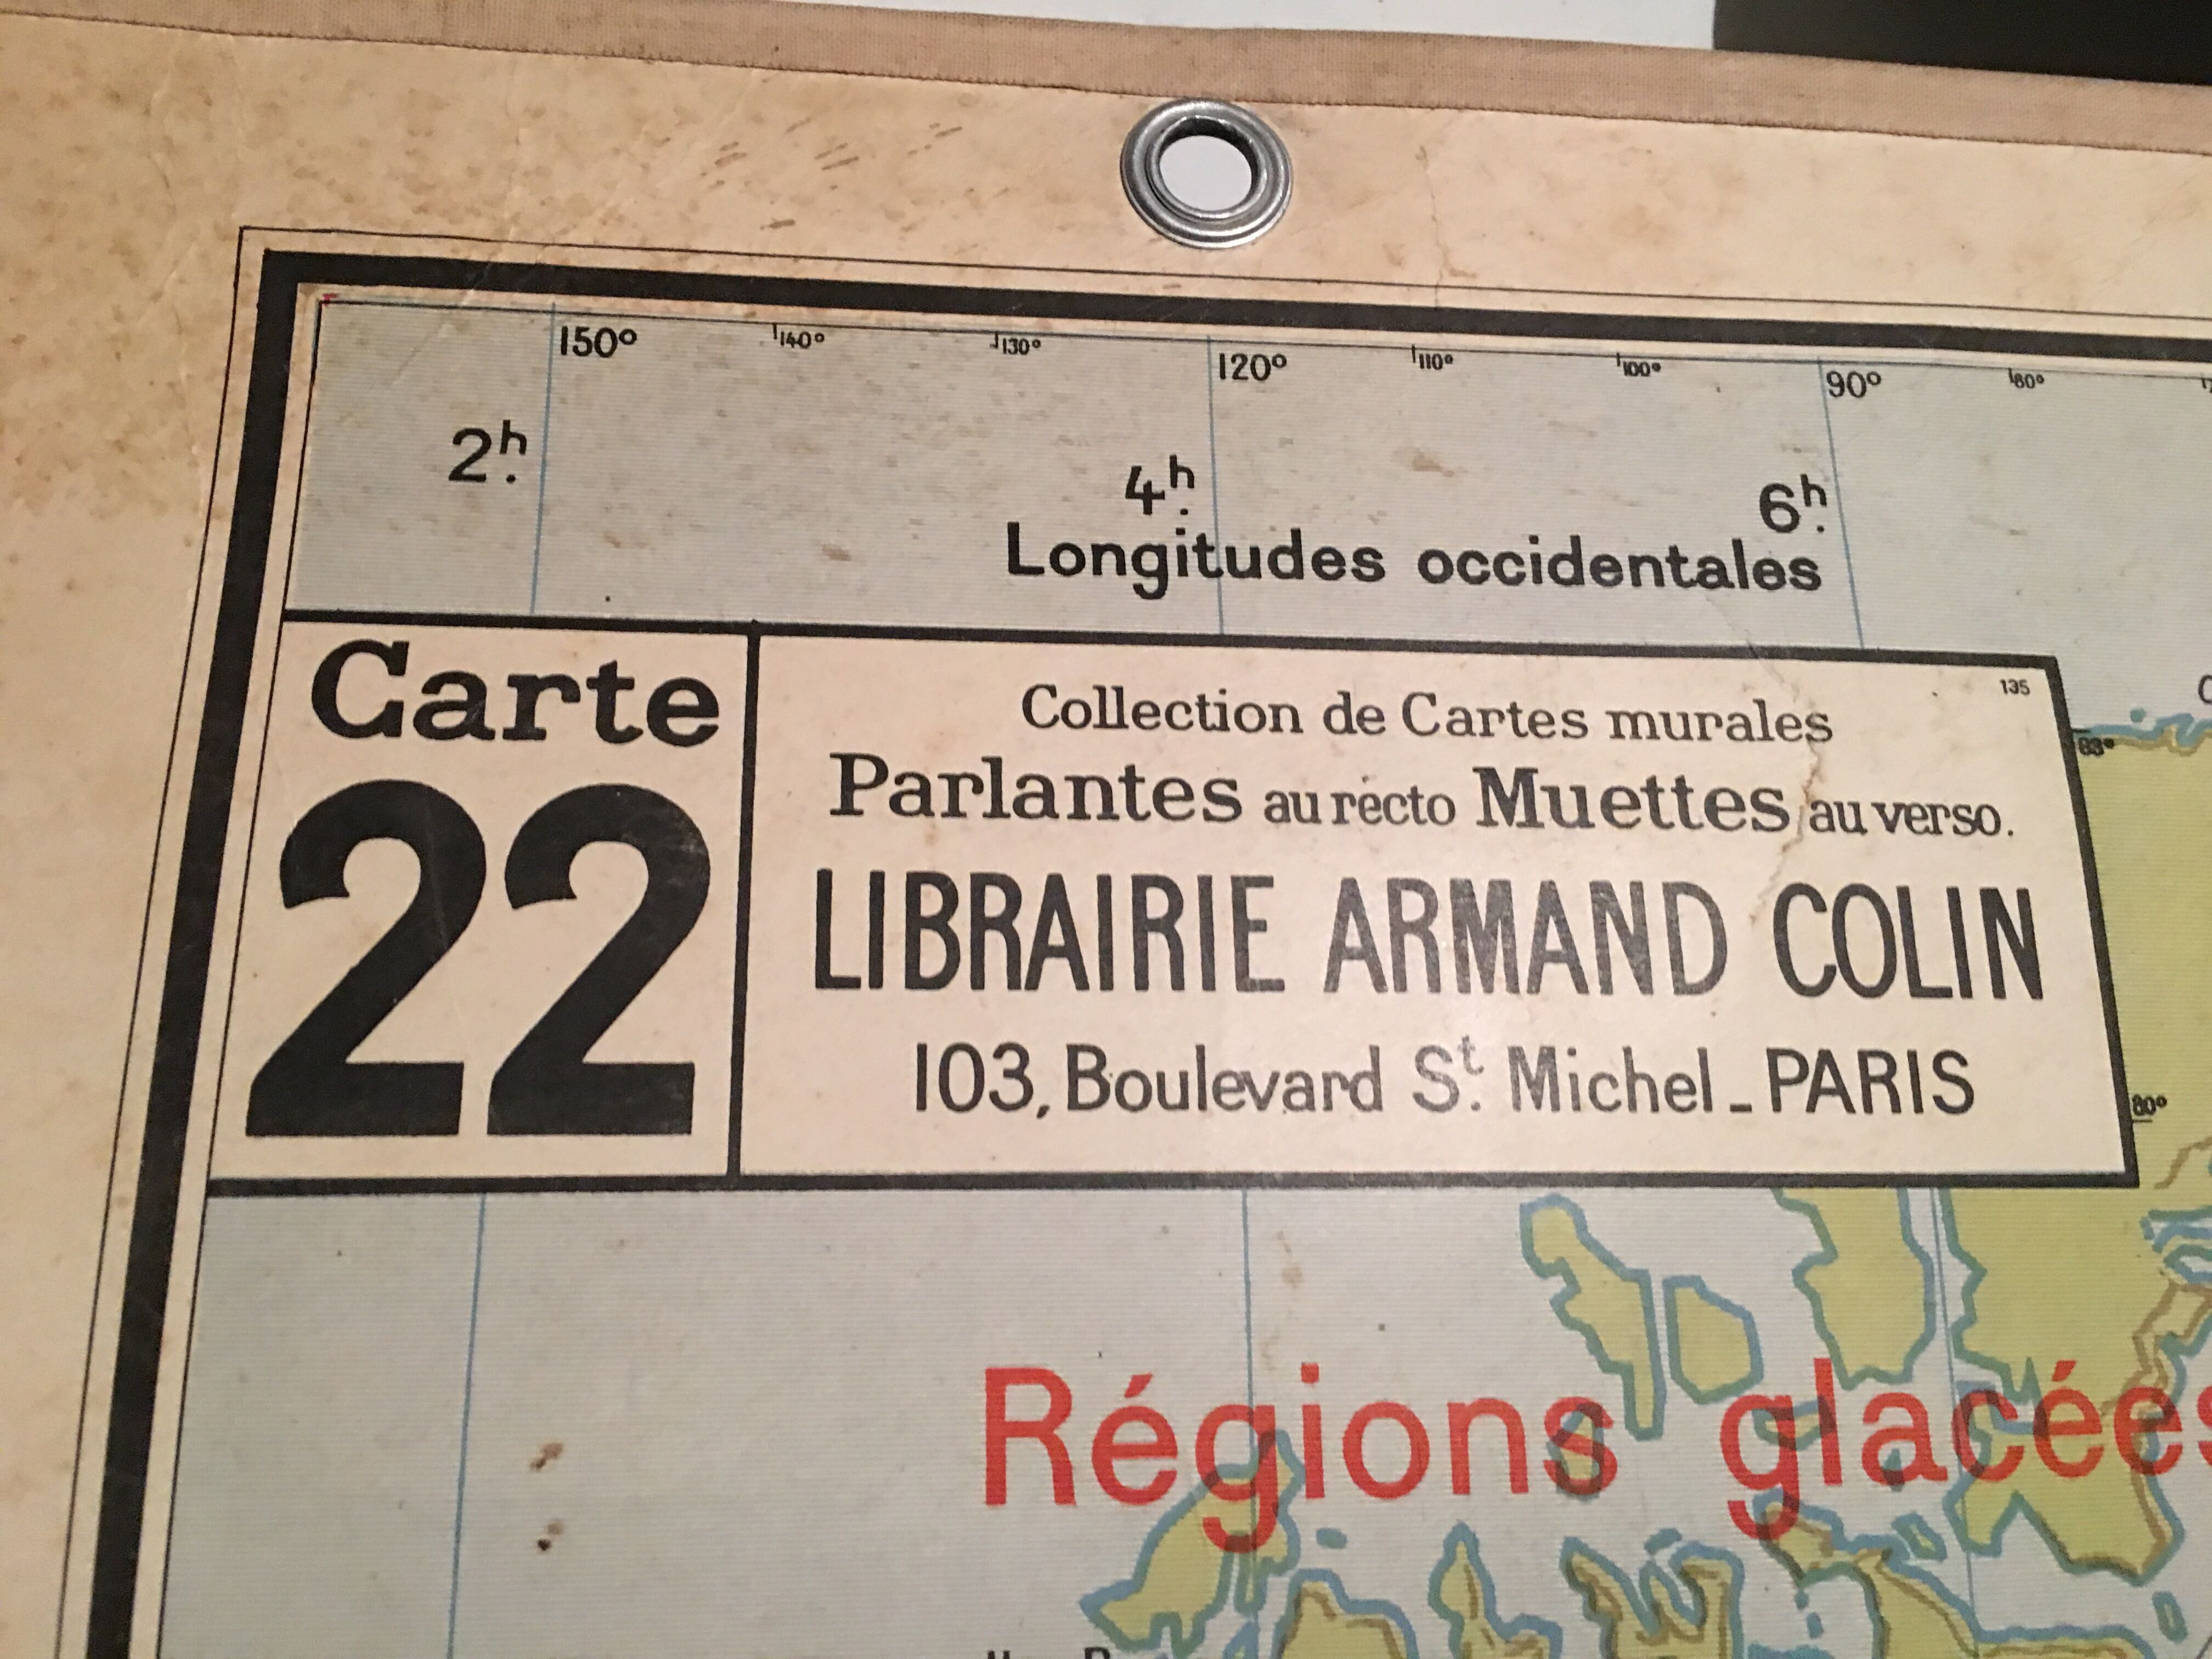 150° 140° 130° 120° 110° 100° 90° 80°
2h. 4h. 6h.
Longitudes occidentales
Carte
22
135
Collection de Cartes murales
Parlantes au recto Muettes au verso.
LIBRAIRIE ARMAND COLIN
103, Boulevard St. Michel _ PARIS
83°
80°
Régions glacées